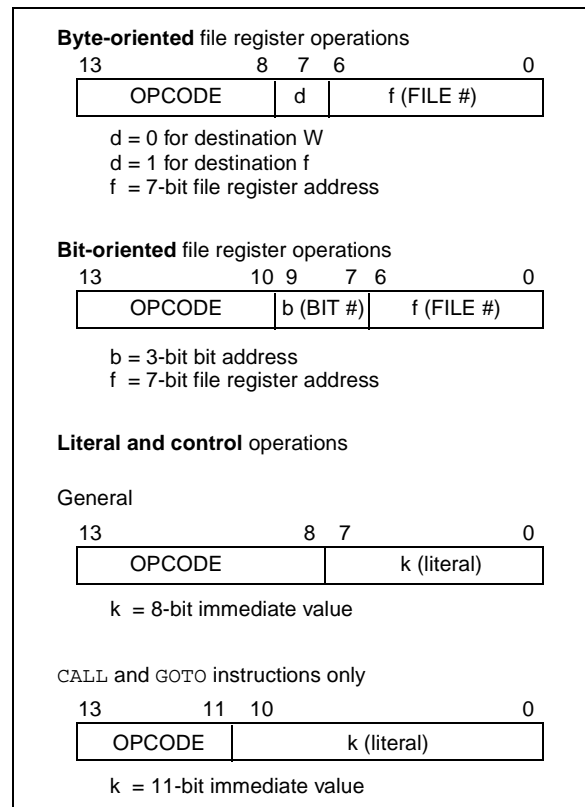 Byte-oriented file register operations
13 8 7 6 0
OPCODE d f (FILE #)
d = 0 for destination W
d = 1 for destination f
f = 7-bit file register address
Bit-oriented file register operations
13 10 9 7 6 0
OPCODE b (BIT #) f (FILE #)
b = 3-bit bit address
f = 7-bit file register address
Literal and control operations
General
13 8 7 0
OPCODE k (literal)
k = 8-bit immediate value
CALL and GOTO instructions only
13 11 10 0
OPCODE k (literal)
k = 11-bit immediate value